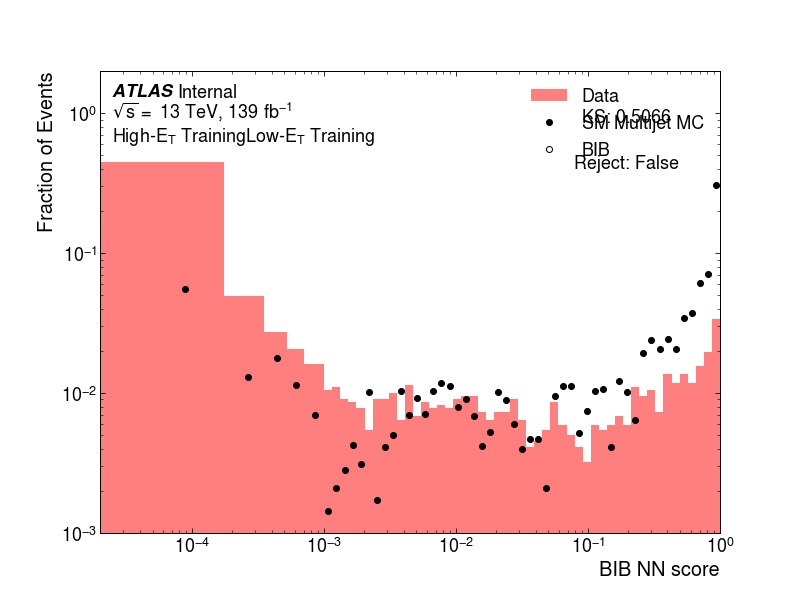 ATLAS Internal
√s = 13 TeV, 139 fb⁻¹
High-E_T TrainingLow-E_T Training
Data
KS: 0.5066
SM Multijet MC
BIB
Reject: False
Fraction of Events
10⁰
10⁻¹
10⁻²
10⁻³
10⁻⁴ 10⁻³ 10⁻² 10⁻¹ 10⁰
BIB NN score